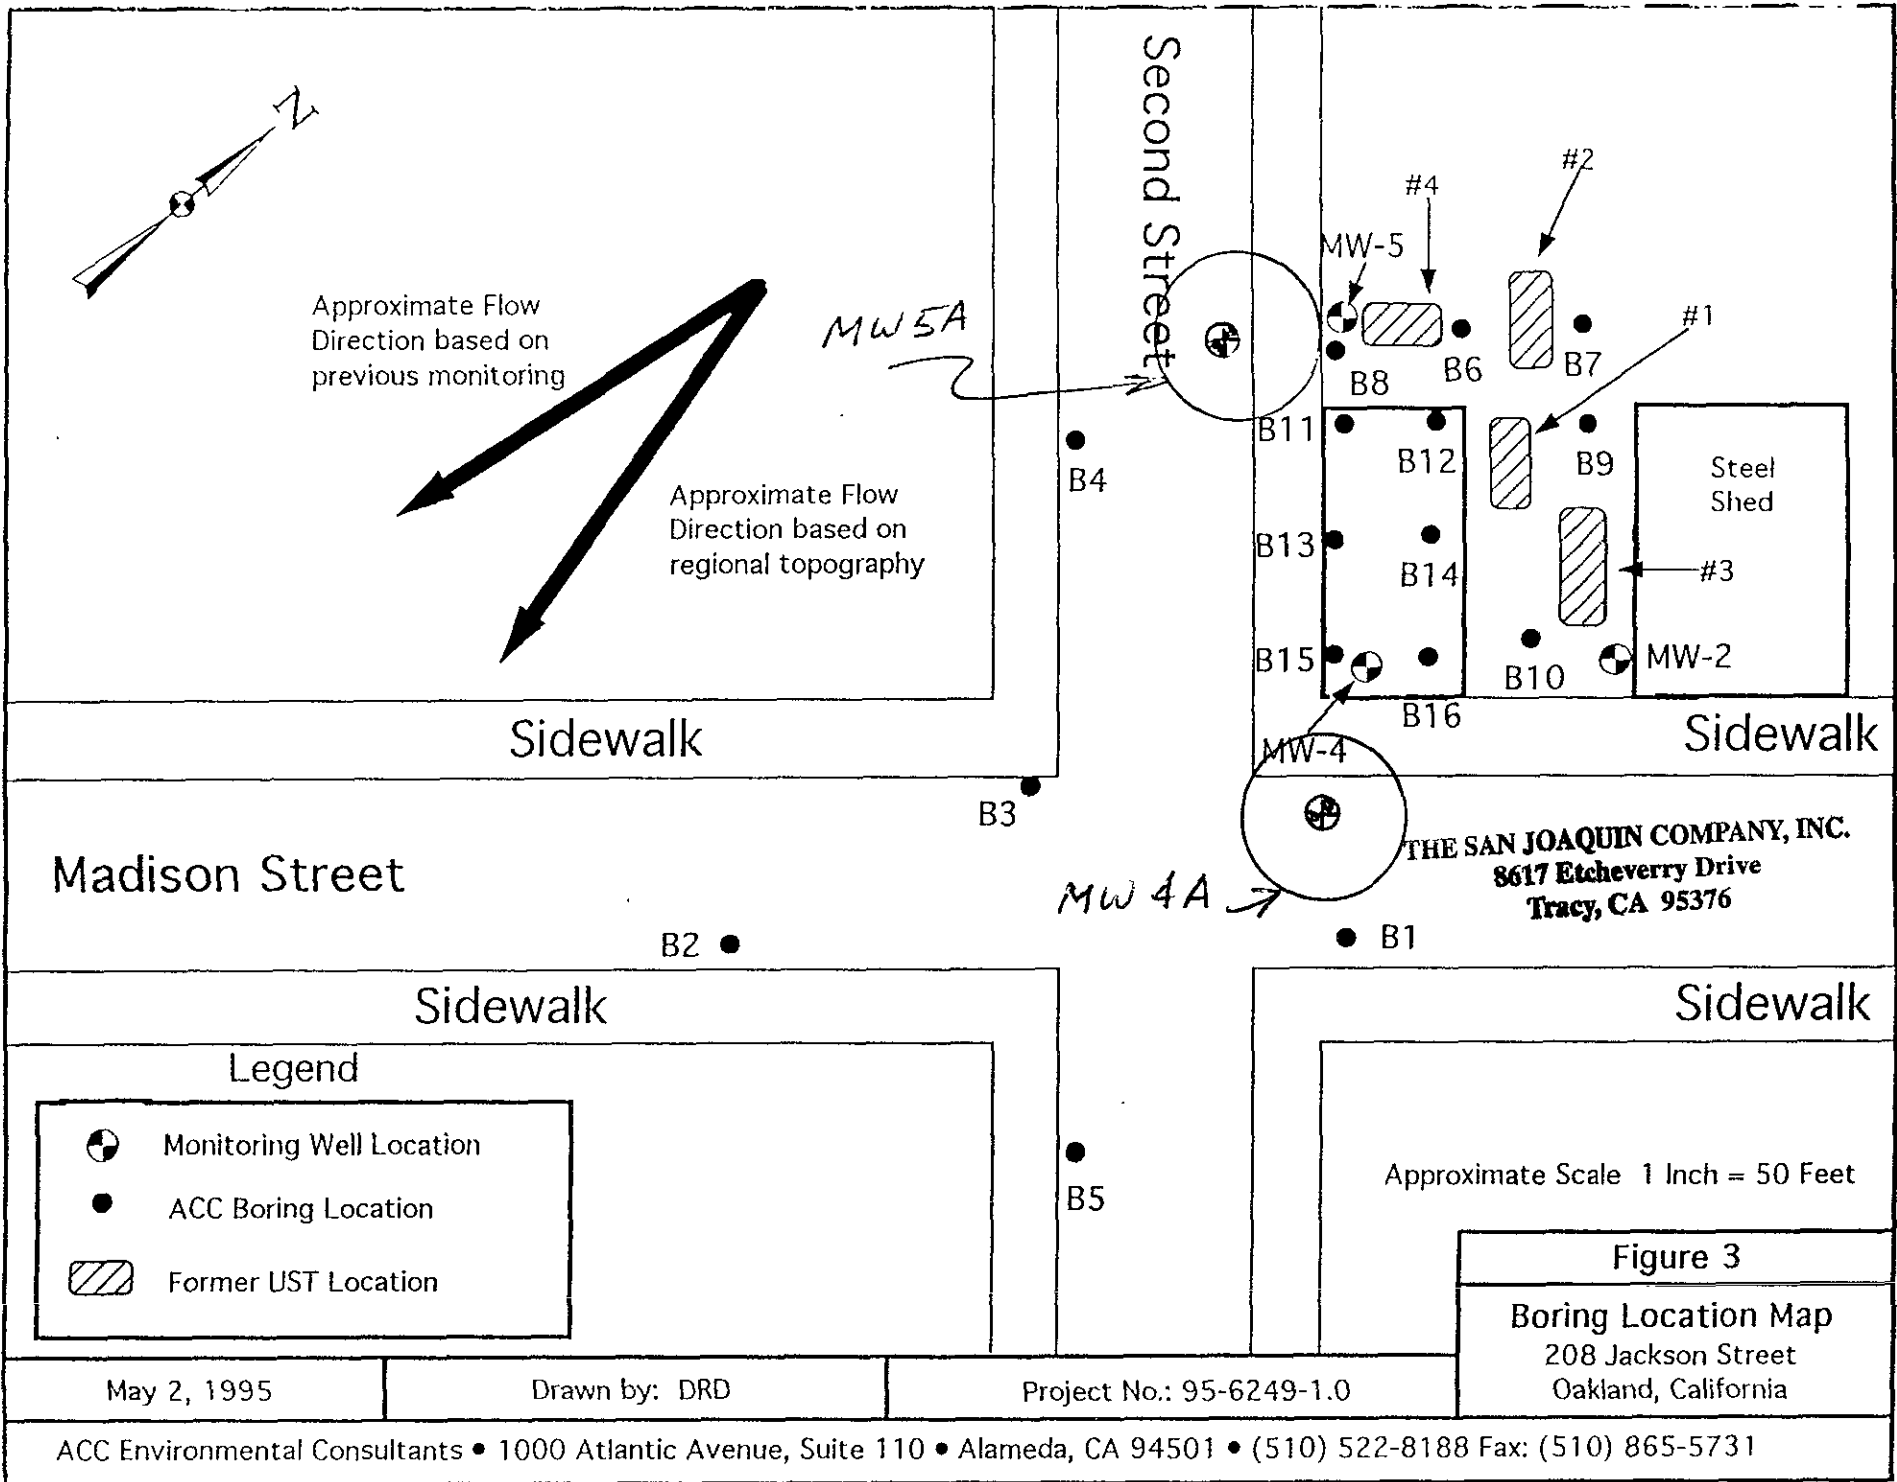 N
Second Street
#2
#4
MW-5
Approximate Flow
Direction based on
previous monitoring
MW5A
#1
B8
B6
B7
B11
B12
B9
B4
Steel
Shed
Approximate Flow
Direction based on
regional topography
B13
B14
#3
B15
B10
MW-2
B16
Sidewalk
MW-4
Sidewalk
B3
THE SAN JOAQUIN COMPANY, INC.
8617 Etcheverry Drive
Tracy, CA 95376
Madison Street
MW4A
B2
B1
Sidewalk
Sidewalk
Legend
Monitoring Well Location
ACC Boring Location
Former UST Location
B5
Approximate Scale 1 Inch = 50 Feet
Figure 3
Boring Location Map
208 Jackson Street
Oakland, California
May 2, 1995
Drawn by: DRD
Project No.: 95-6249-1.0
ACC Environmental Consultants • 1000 Atlantic Avenue, Suite 110 • Alameda, CA 94501 • (510) 522-8188 Fax: (510) 865-5731